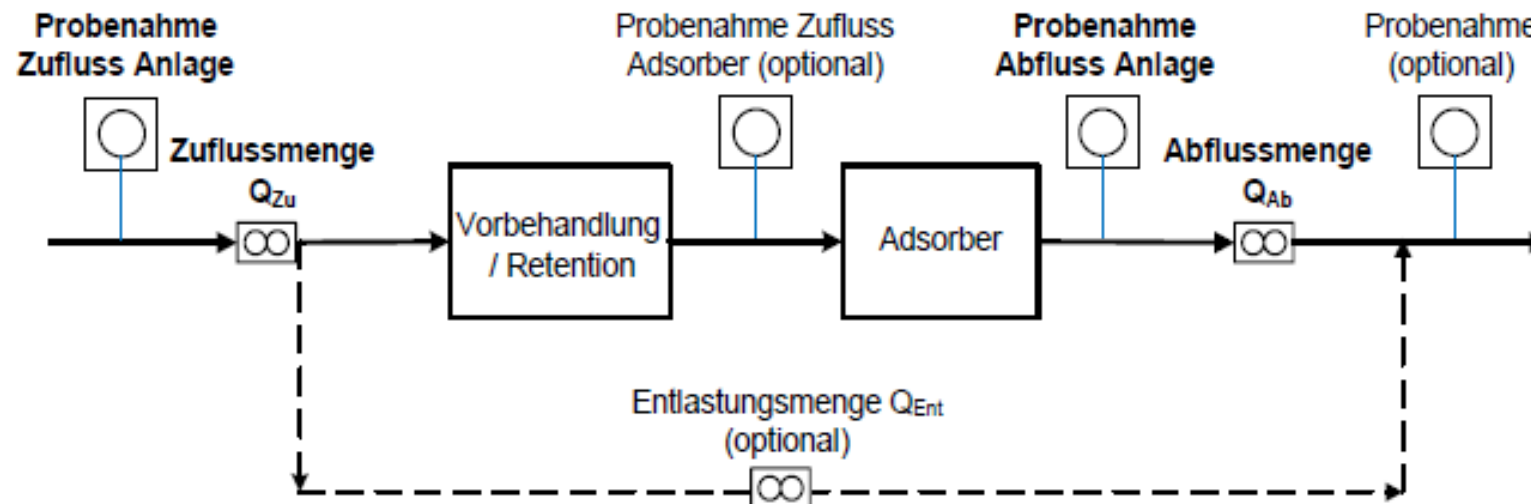 Probenahme
Zufluss Anlage
Probenahme Zufluss
Adsorber (optional)
Probenahme
Abfluss Anlage
Probenahme
(optional)
Zuflussmenge
QZu
Abflussmenge
QAb
Vorbehandlung
/ Retention
Adsorber
Entlastungsmenge QEnt
(optional)